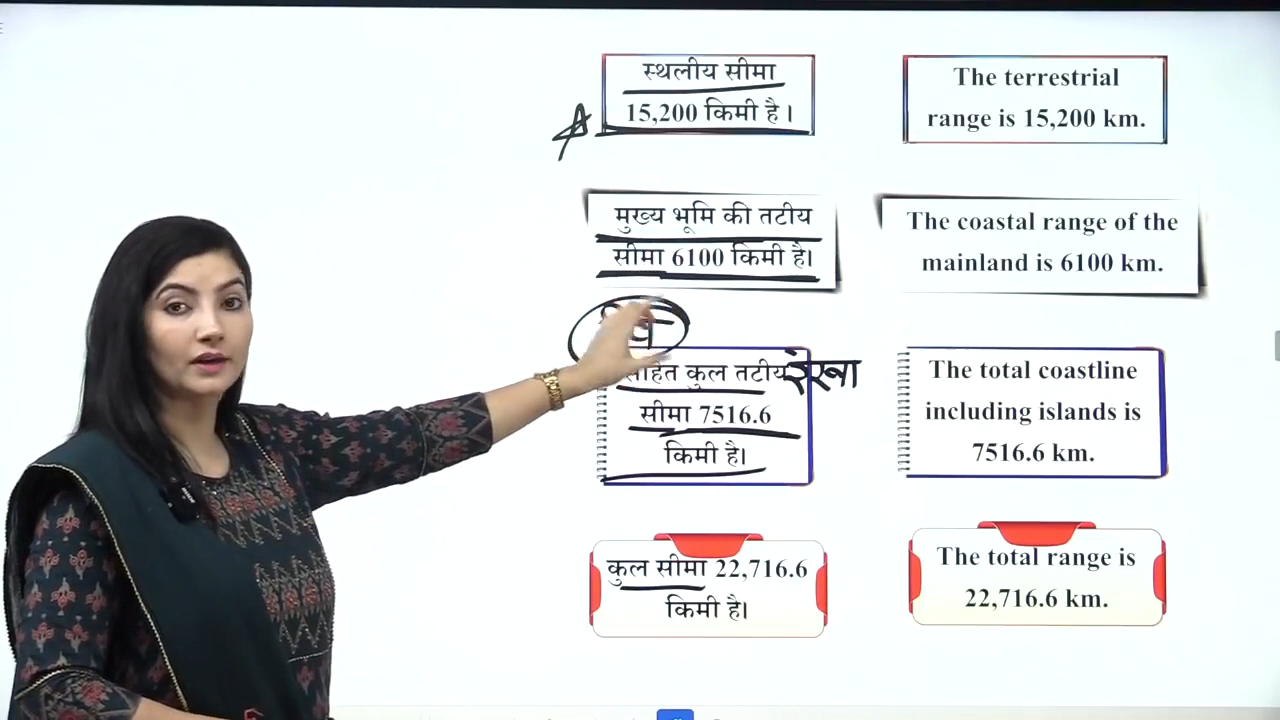 स्थलीय सीमा
15,200 किमी है।
The terrestrial
range is 15,200 km.
मुख्य भूमि की तटीय
सीमा 6100 किमी है।
The coastal range of the
mainland is 6100 km.
सहित कुल तटीय रेखा
सीमा 7516.6
किमी है।
The total coastline
including islands is
7516.6 km.
कुल सीमा 22,716.6
किमी है।
The total range is
22,716.6 km.